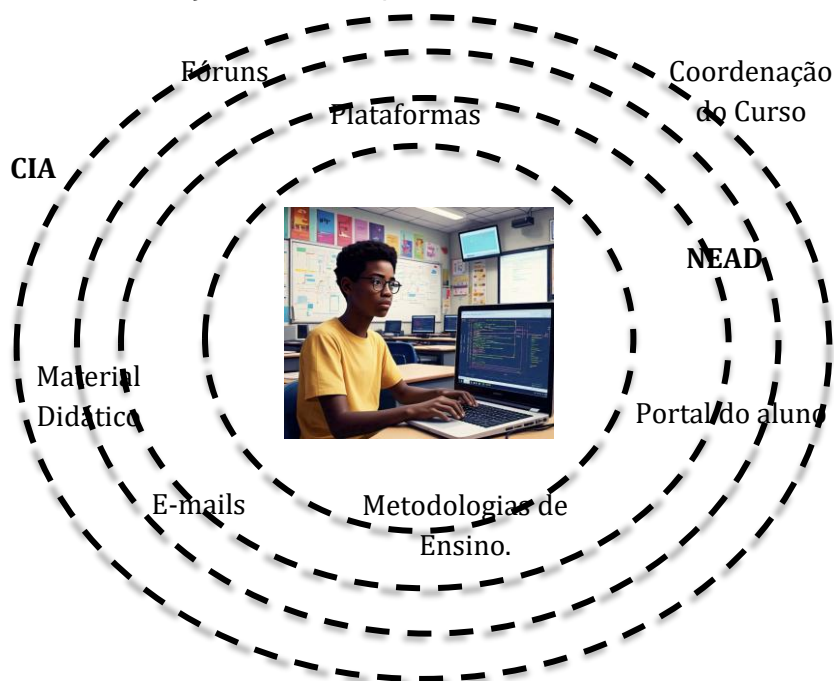 Fóruns
Coordenação
do Curso
Plataformas
CIA
NEAD
Material
Didático
Portal do aluno
E-mails
Metodologias de
Ensino.